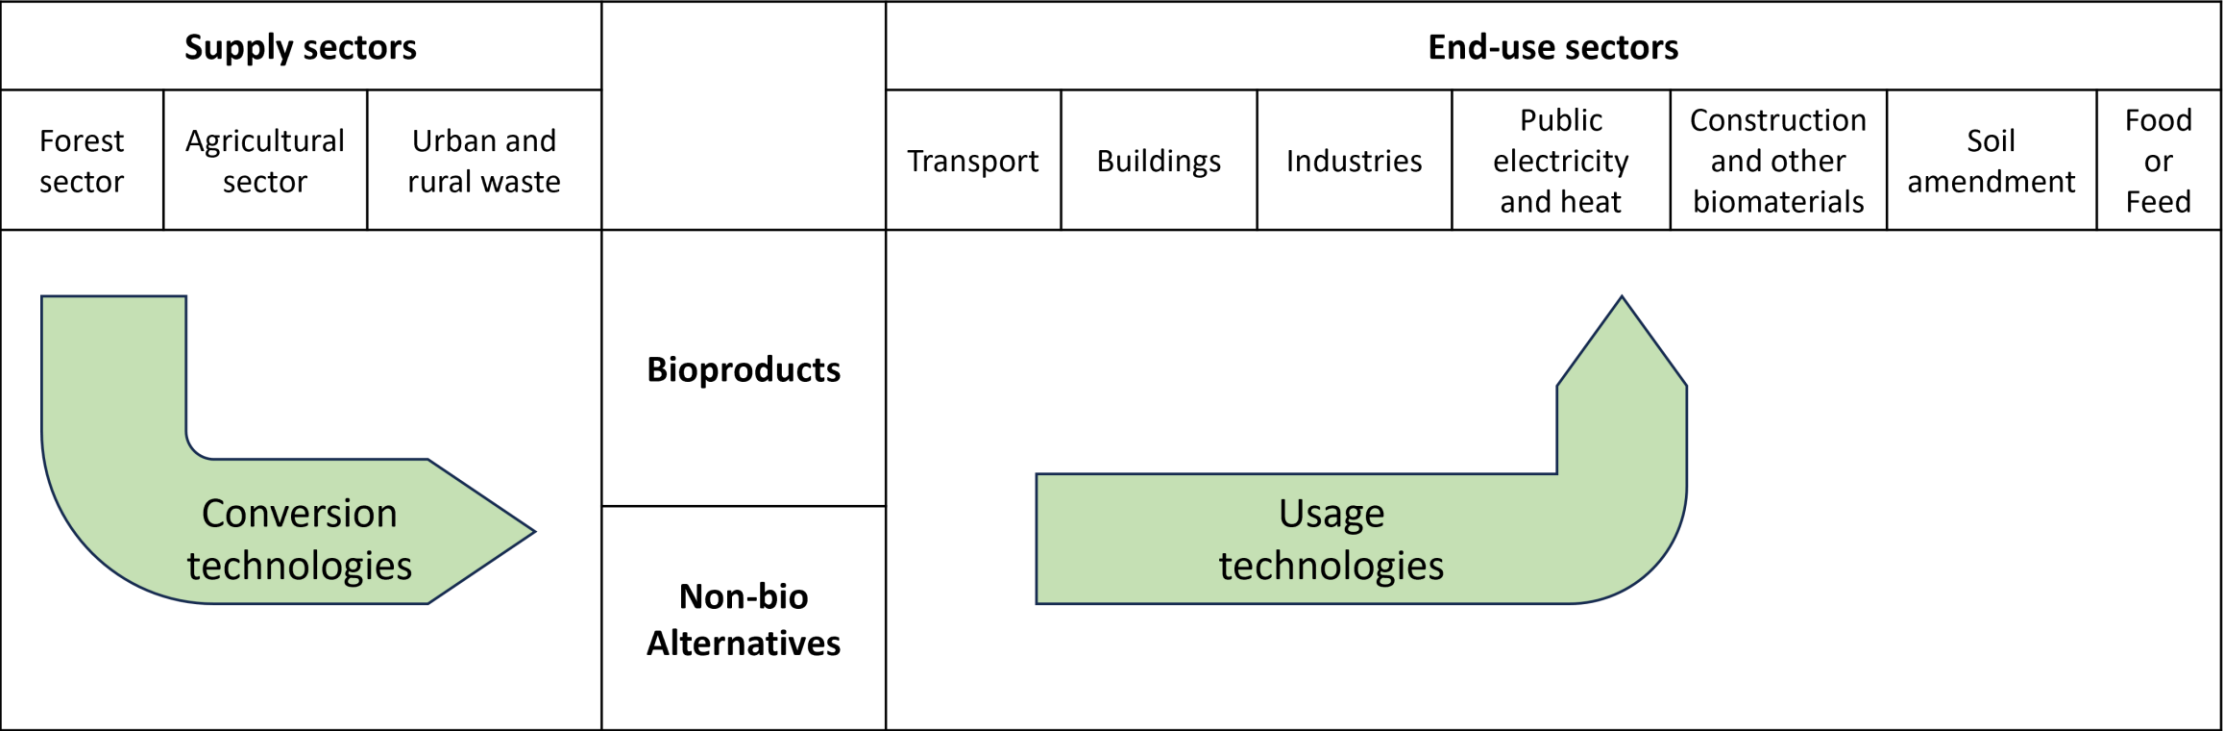 Supply sectors
End-use sectors
Forest
sector
Agricultural
sector
Urban and
rural waste
Transport
Buildings
Industries
Public
electricity
and heat
Construction
and other
biomaterials
Soil
amendment
Food
or
Feed
Conversion
technologies
Bioproducts
Non-bio
Alternatives
Usage
technologies